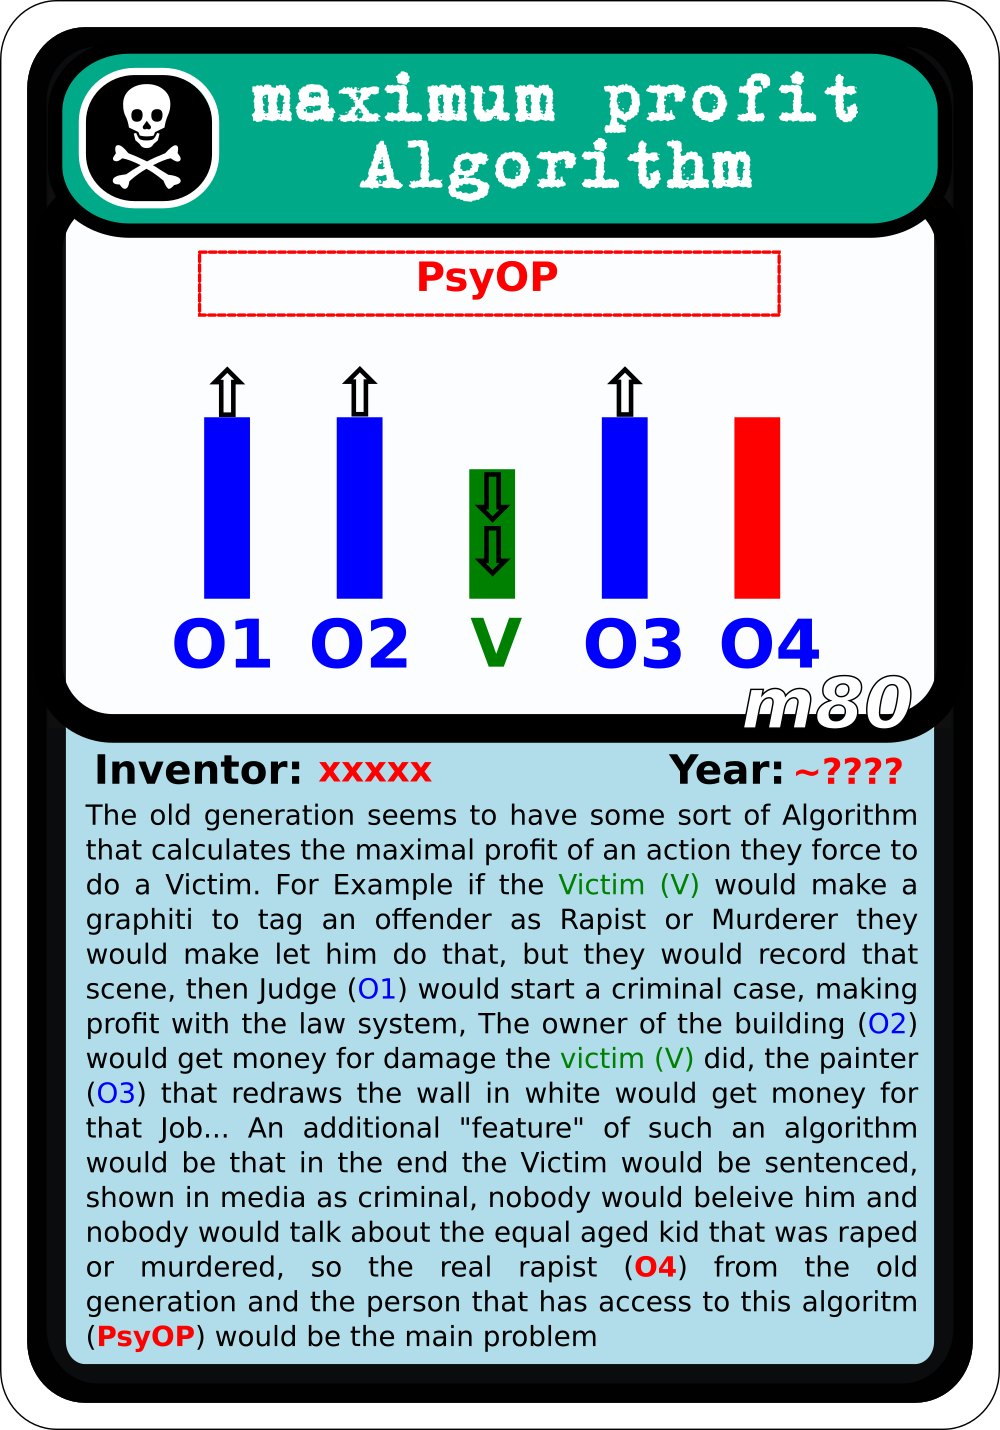 maximum profit
Algorithm
PsyOP
O1 O2 V O3 O4
m80
Inventor: xxxxx Year: ~????
The old generation seems to have some sort of Algorithm
that calculates the maximal profit of an action they force to
do a Victim. For Example if the Victim (V) would make a
graphiti to tag an offender as Rapist or Murderer they
would make let him do that, but they would record that
scene, then Judge (O1) would start a criminal case, making
profit with the law system, The owner of the building (O2)
would get money for damage the victim (V) did, the painter
(O3) that redraws the wall in white would get money for
that Job... An additional "feature" of such an algorithm
would be that in the end the Victim would be sentenced,
shown in media as criminal, nobody would beleive him and
nobody would talk about the equal aged kid that was raped
or murdered, so the real rapist (O4) from the old
generation and the person that has access to this algoritm
(PsyOP) would be the main problem